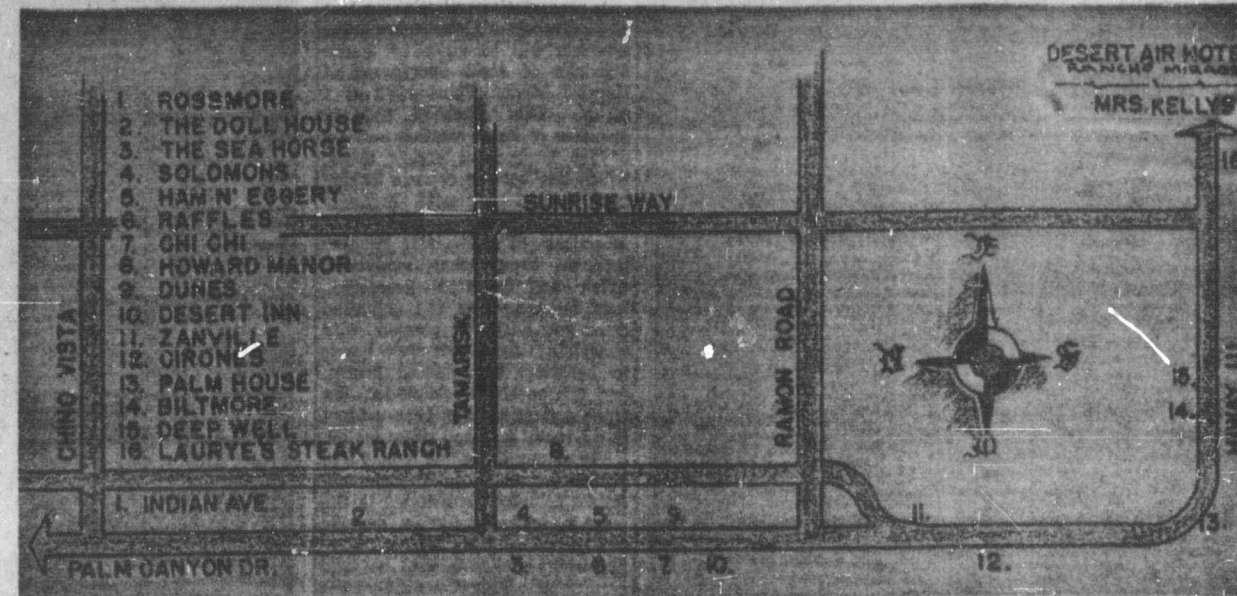 DESERT AIR HOTE
RANCHO MIRAGE
MRS. KELLYS
1. ROSSMORE
2. THE DOLL HOUSE
3. THE SEA HORSE
4. SOLOMONS
5. HAM N' EGGERY
6. RAFFLES
7. CHI CHI
8. HOWARD MANOR
9. DUNES
10. DESERT INN
11. ZANVILLE
12. CIRONES
13. PALM HOUSE
14. BILTMORE
15. DEEP WELL
16. LAURYE'S STEAK RANCH
SUNRISE WAY
CHINO VISTA
TAMARISK
RAMON ROAD
E
N
S
W
16
15.
14.
8.
1. INDIAN AVE.
2
4.
5.
9.
11.
13.
PALM CANYON DR.
3.
6.
7.
10.
12.